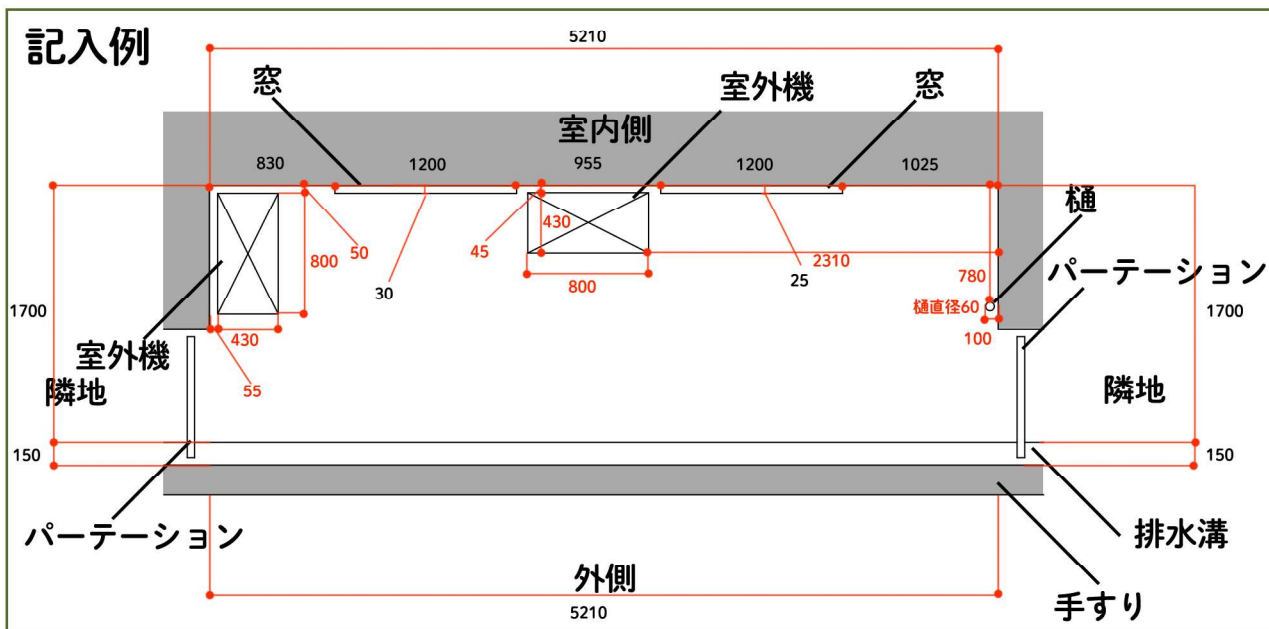 記入例
5210
窓
室外機
窓
室内側
830
1200
955
1200
1025
樋
50
45
430
800
2310
780
パーテーション
30
800
25
1700
樋直径60
1700
430
100
室外機
55
隣地
隣地
150
150
パーテーション
排水溝
外側
手すり
5210